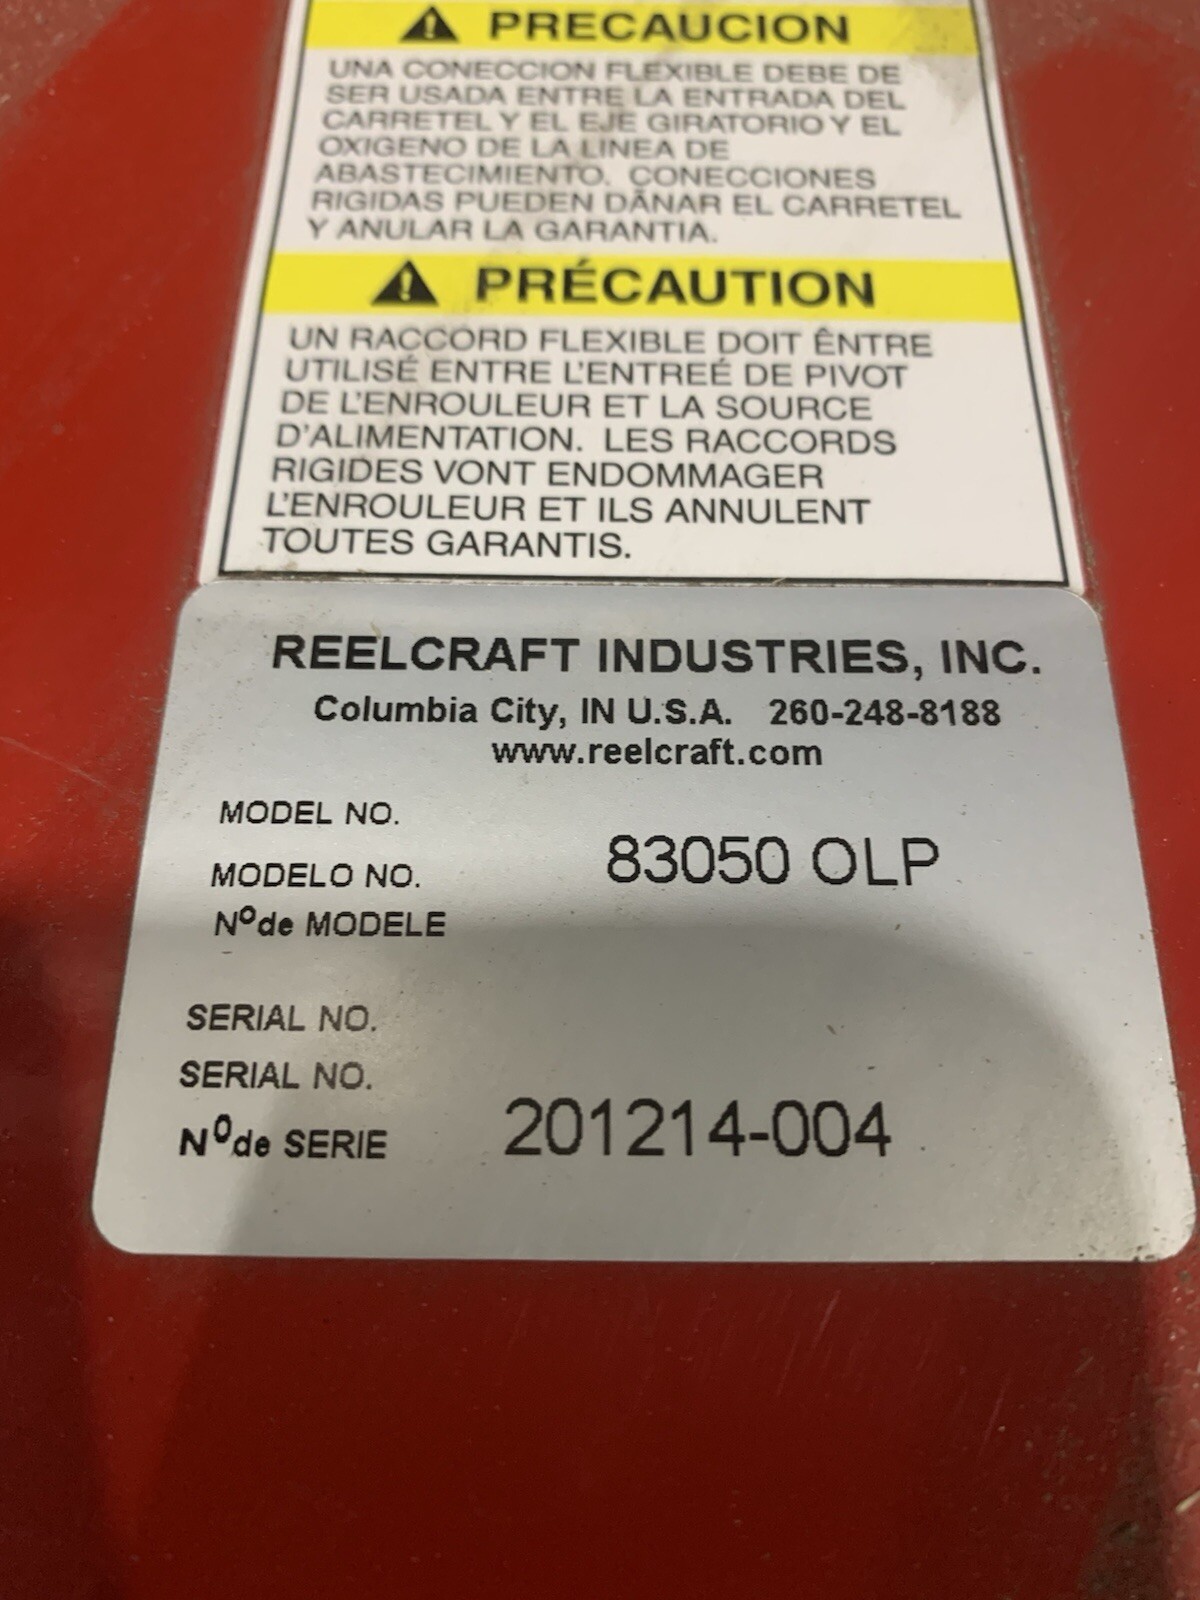 PRECAUCION
UNA CONECCION FLEXIBLE DEBE DE
SER USADA ENTRE LA ENTRADA DEL
CARRETEL Y EL EJE GIRATORIO Y EL
OXIGENO DE LA LINEA DE
ABASTECIMIENTO. CONECCIONES
RIGIDAS PUEDEN DÃNAR EL CARRETEL
Y ANULAR LA GARANTIA.
PRÉCAUTION
UN RACCORD FLEXIBLE DOIT ÊNTRE
UTILISÉ ENTRE L'ENTREÉ DE PIVOT
DE L'ENROULEUR ET LA SOURCE
D'ALIMENTATION. LES RACCORDS
RIGIDES VONT ENDOMMAGER
L'ENROULEUR ET ILS ANNULENT
TOUTES GARANTIS.
REELCRAFT INDUSTRIES, INC.
Columbia City, IN U.S.A. 260-248-8188
www.reelcraft.com
MODEL NO.
MODELO NO. 83050 OLP
Nº de MODELE
SERIAL NO.
SERIAL NO.
Nº de SERIE 201214-004